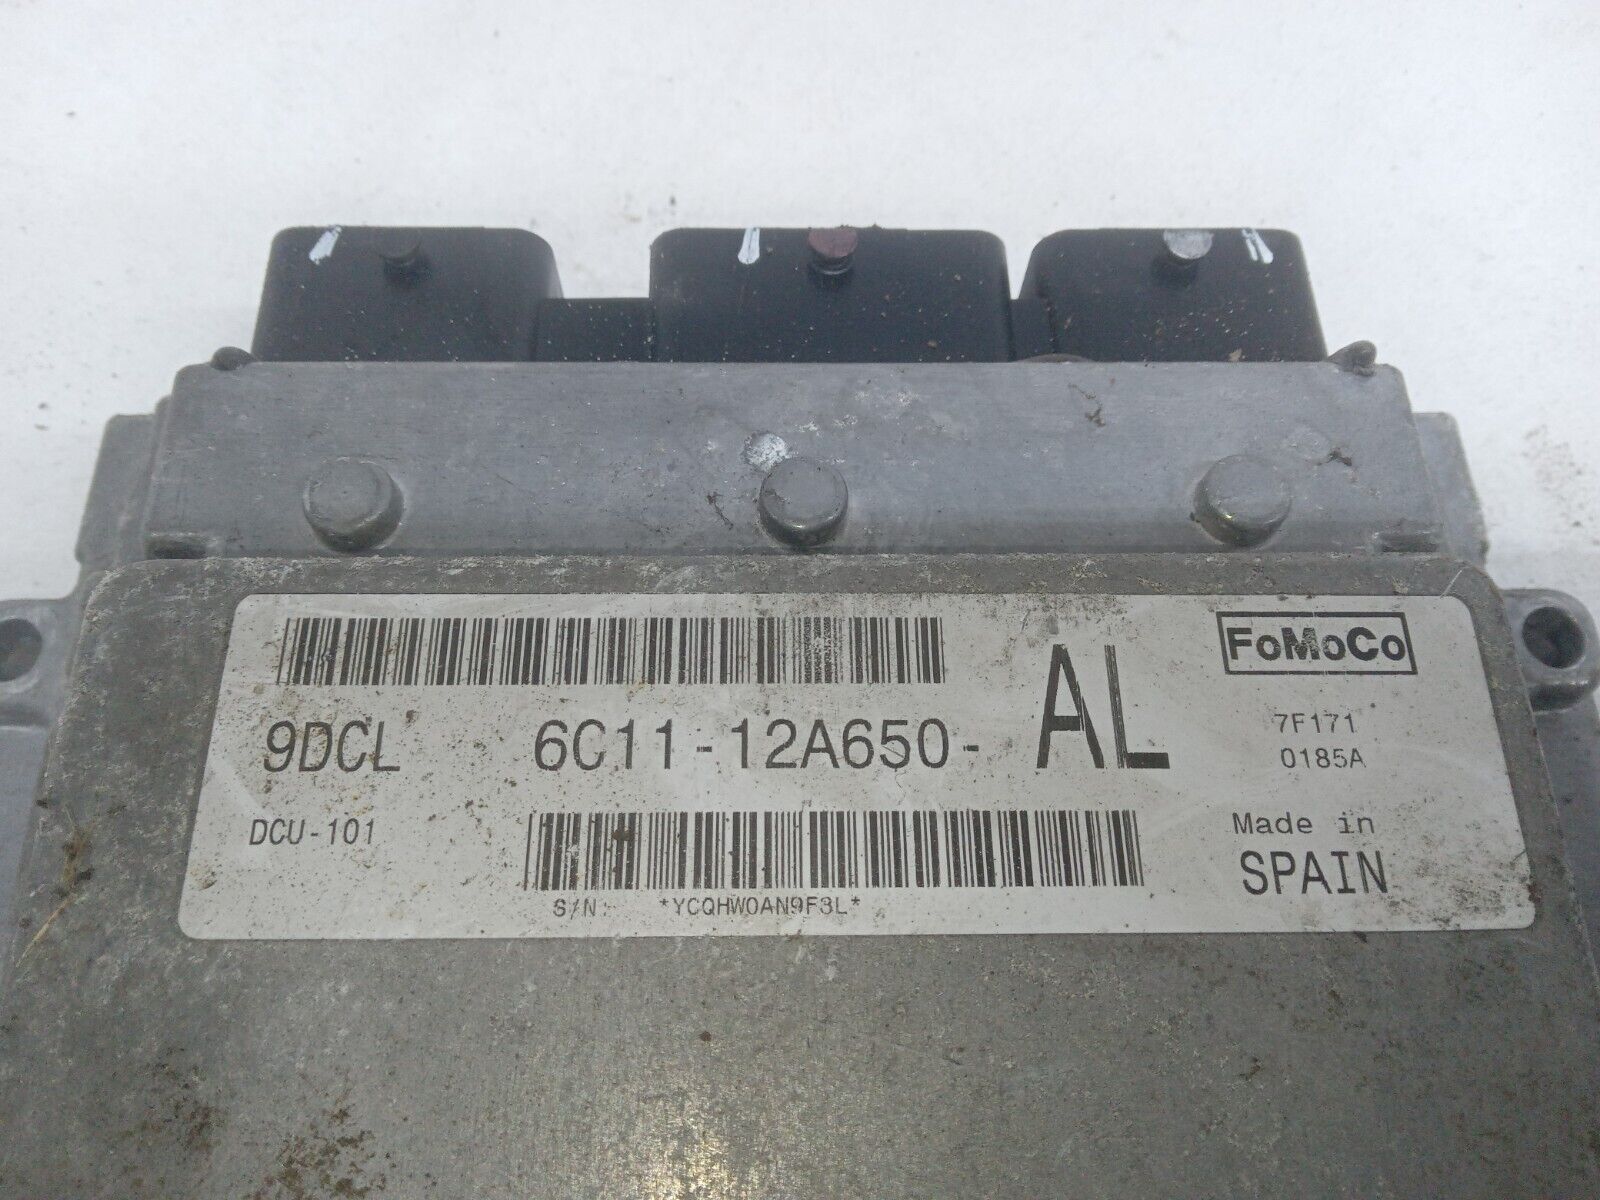 FoMoCo
9DCL 6C11-12A650-AL
7F171
0185A
DCU-101
Made in
SPAIN
S/N: *YCQHW0AN9F3L*